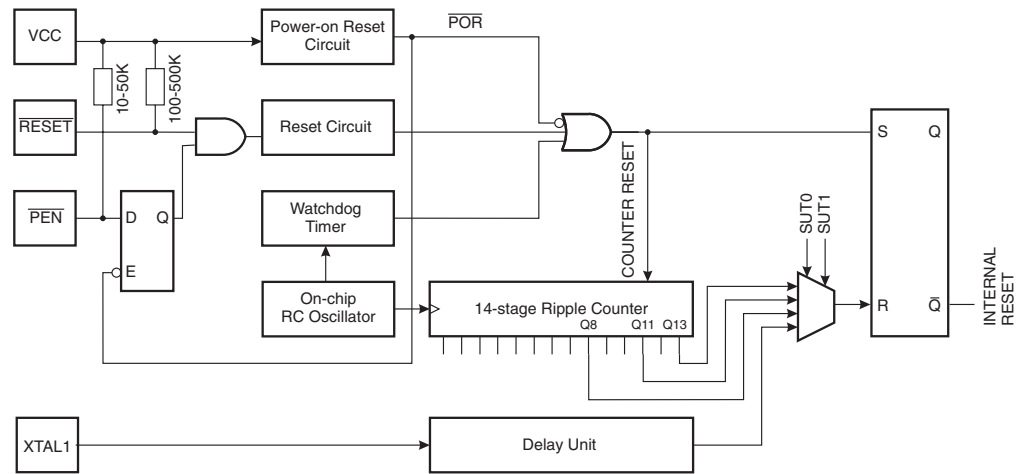 VCC
10-50K
100-500K
Power-on Reset
Circuit
POR
RESET
Reset Circuit
PEN
D
Q
E
Watchdog
Timer
On-chip
RC Oscillator
COUNTER RESET
14-stage Ripple Counter
Q8
Q11
Q13
SUT0
SUT1
S
Q
R
Q̅
INTERNAL
RESET
XTAL1
Delay Unit